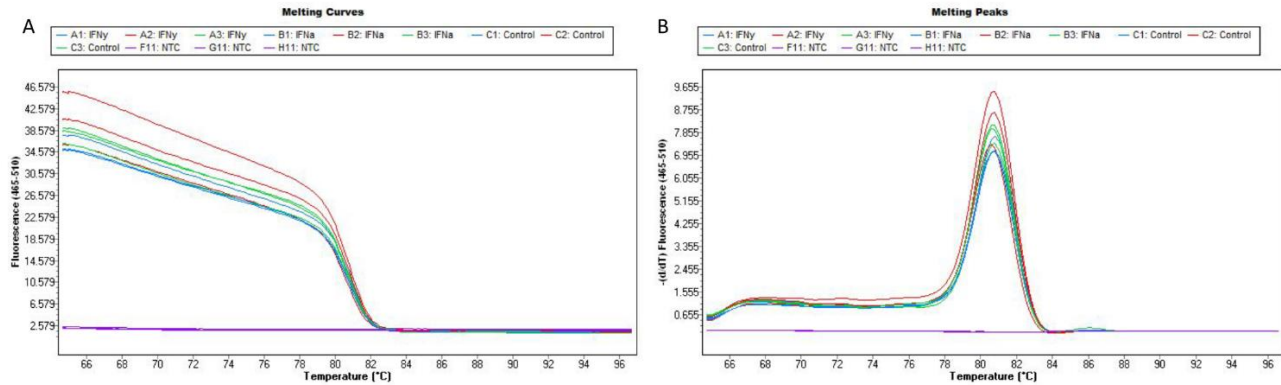 A
Melting Curves
A1: IFNy A2: IFNy A3: IFNy B1: IFNa B2: IFNa B3: IFNa C1: Control C2: Control
C3: Control F11: NTC G11: NTC H11: NTC
Fluorescence (465-510)
46.579
42.579
38.579
34.579
30.579
26.579
22.579
18.579
14.579
10.579
6.579
2.579
66 68 70 72 74 76 78 80 82 84 86 88 90 92 94 96
Temperature (°C)
B
Melting Peaks
A1: IFNy A2: IFNy A3: IFNy B1: IFNa B2: IFNa B3: IFNa C1: Control C2: Control
C3: Control F11: NTC G11: NTC H11: NTC
-(d/dT) Fluorescence (465-510)
9.655
8.755
7.855
6.955
6.055
5.155
4.255
3.355
2.455
1.555
0.655
66 68 70 72 74 76 78 80 82 84 86 88 90 92 94 96
Temperature (°C)